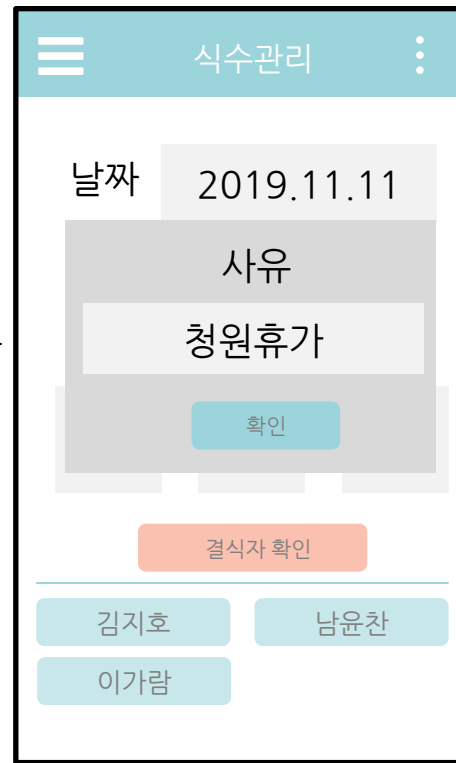 식수관리
날짜 2019.11.11
사유
청원휴가
확인
결식자 확인
김지호 남윤찬
이가람